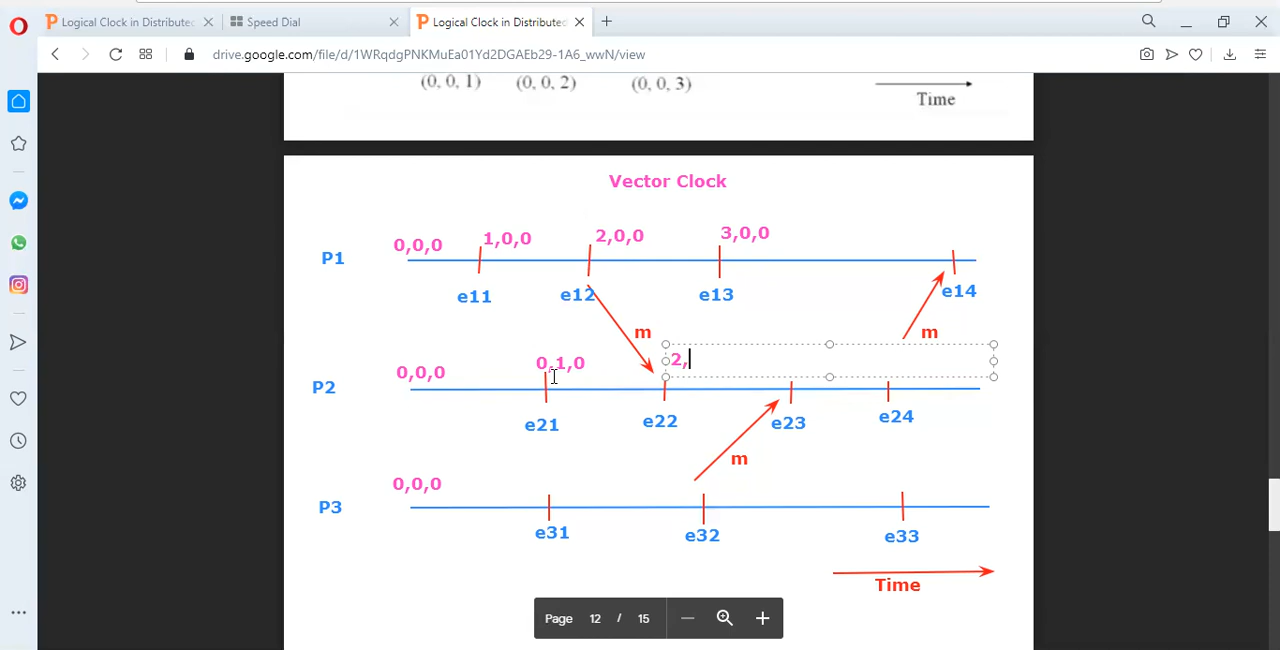 Logical Clock in Distributed
Speed Dial
Logical Clock in Distributed
drive.google.com/file/d/1WRqdgPNKMuEa01Yd2DGAEb29-1A6_wwN/view
(0, 0, 1) (0, 0, 2) (0, 0, 3)
Time
Vector Clock
0,0,0 1,0,0 2,0,0 3,0,0
P1
e11 e12 e13 e14
m m
0,0,0 0,1,0 2,
P2
e21 e22 e23 e24
m
0,0,0
P3
e31 e32 e33
Time
Page 12 / 15